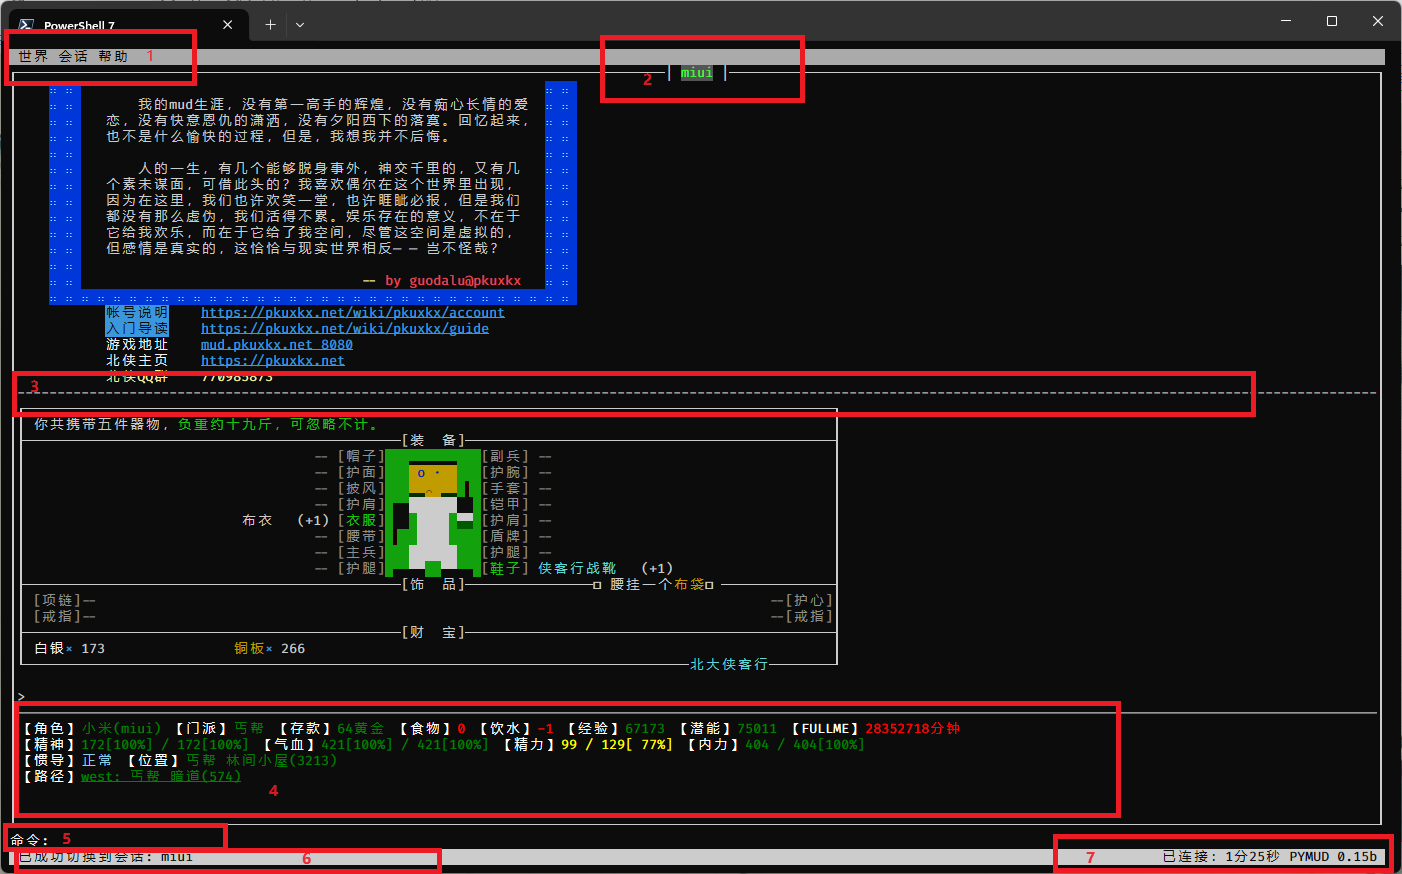 PowerShell 7
世界 会话 帮助 1
2 | miui |
我的mud生涯，没有第一高手的辉煌，没有痴心长情的爱
恋，没有快意恩仇的潇洒，没有夕阳西下的落寞。回忆起来，
也不是什么愉快的过程，但是，我想我并不后悔。
人的一生，有几个能够脱身事外，神交千里的，又有几
个素未谋面，可借此头的？我喜欢偶尔在这个世界里出现，
因为在这里，我们也许欢笑一堂，也许睚眦必报，但是我们
都没有那么虚伪，我们活得不累。娱乐存在的意义，不在于
它给我欢乐，而在于它给了我空间，尽管这空间是虚拟的，
但感情是真实的，这恰恰与现实世界相反— — 岂不怪哉？
-- by guodalu@pkuxkx
帐号说明 https://pkuxkx.net/wiki/pkuxkx/account
入门导读 https://pkuxkx.net/wiki/pkuxkx/guide
游戏地址 mud.pkuxkx.net 8080
北侠主页 https://pkuxkx.net
北侠QQ群 770985873
3
你共携带五件器物，负重约十九斤，可忽略不计。
[装 备]
-- [帽子] [副兵] --
-- [护面] [护腕] --
-- [披风] [手套] --
-- [护肩] [铠甲] --
布衣 (+1) [衣服] [护肩] --
-- [腰带] [盾牌] --
-- [主兵] [护腿] --
-- [护腿] [鞋子] 侠客行战靴 (+1)
[饰 品] 腰挂一个布袋
[项链]-- --[护心]
[戒指]-- --[戒指]
[财 宝]
白银× 173 铜板× 266
北大侠客行
>
【角色】小米(miui) 【门派】丐帮 【存款】64黄金 【食物】0 【饮水】-1 【经验】67173 【潜能】75011 【FULLME】28352718分钟
【精神】172[100%] / 172[100%] 【气血】421[100%] / 421[100%] 【精力】99 / 129[ 77%] 【内力】404 / 404[100%]
【惯导】正常 【位置】丐帮 林间小屋(3213)
【路径】west: 丐帮 暗道(574)
4
命令: 5
已成功切换到会话: miui 6 7 已连接: 1分25秒 PYMUD 0.15b